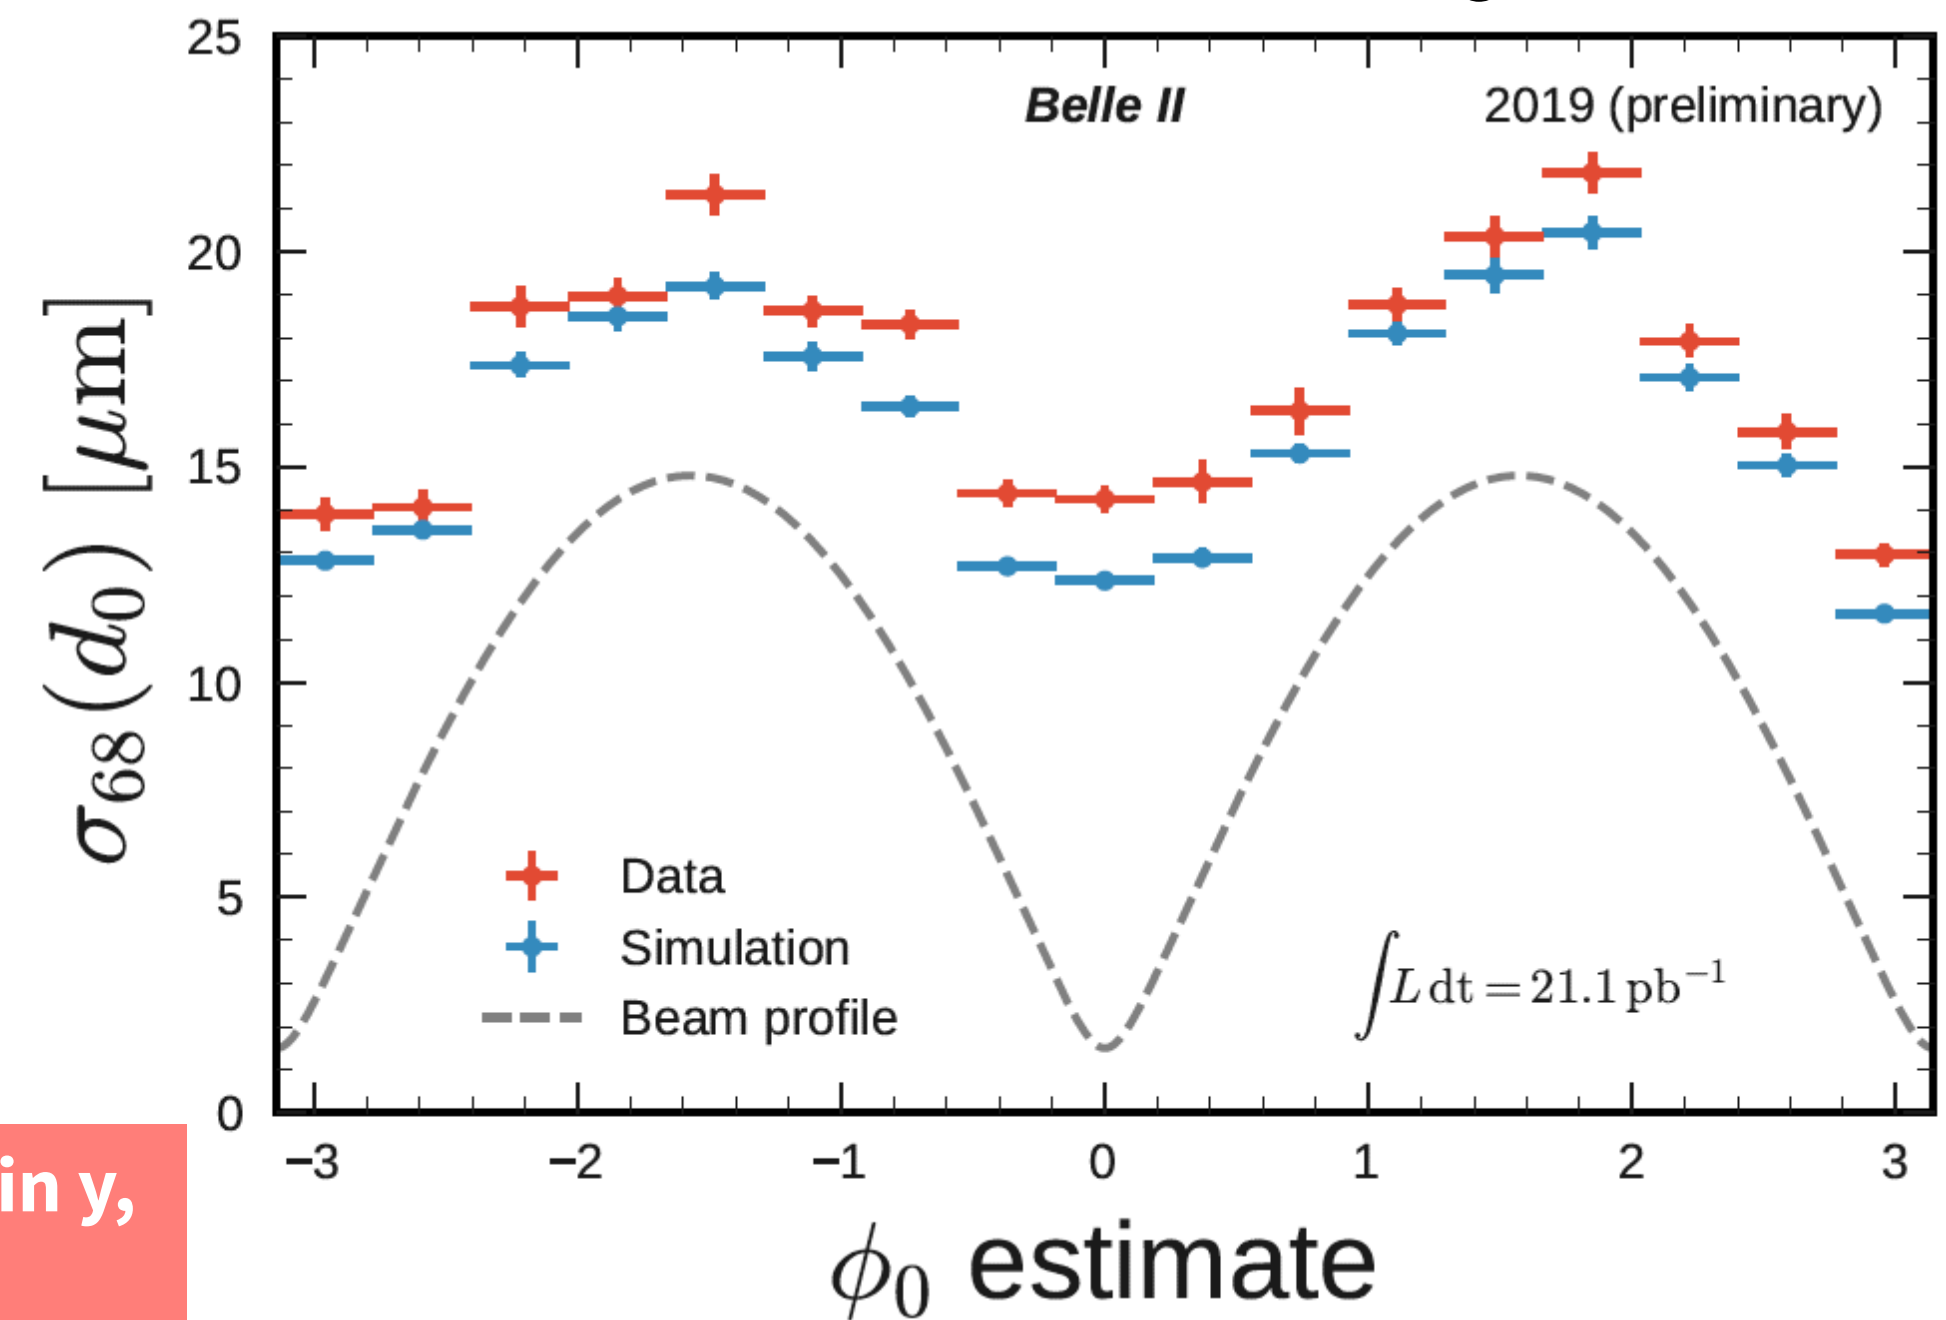 25
20
15
10
5
0
σ68(d0) [μm]
Belle II
2019 (preliminary)
Data
Simulation
Beam profile
∫L dt = 21.1 pb⁻¹
−3 −2 −1 0 1 2 3
ϕ0 estimate
in y,